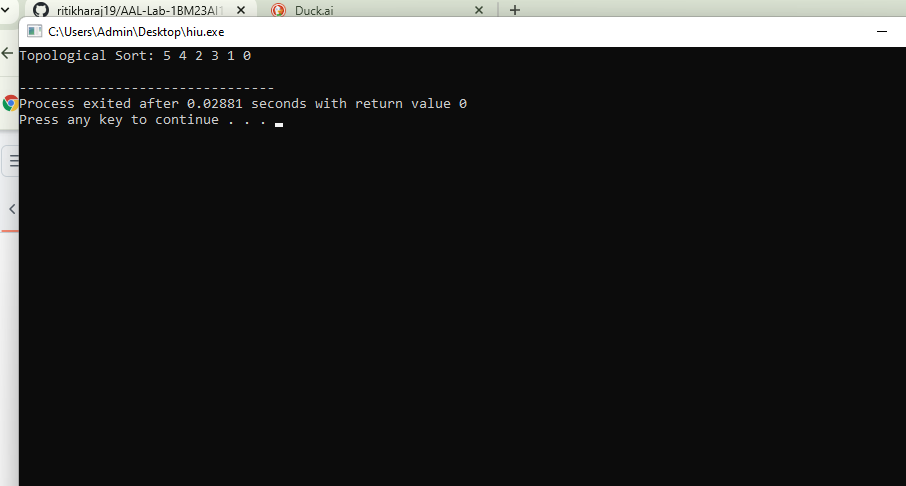 ritikharaj19/AAL-Lab-1BM23AI1
Duck.ai
C:\Users\Admin\Desktop\hiu.exe
Topological Sort: 5 4 2 3 1 0
--------------------------------
Process exited after 0.02881 seconds with return value 0
Press any key to continue . . .